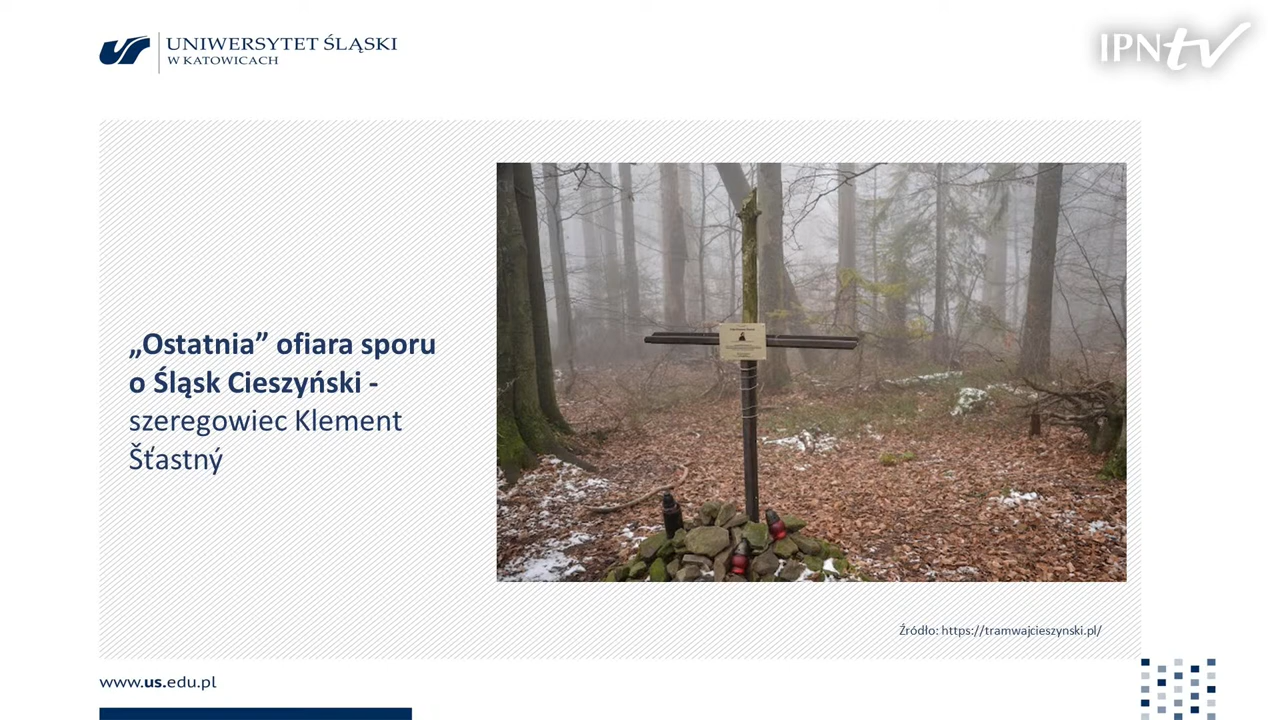 UNIWERSYTET ŚLĄSKI
W KATOWICACH
IPNtv
„Ostatnia” ofiara sporu
o Śląsk Cieszyński -
szeregowiec Klement
Šťastný
Źródło: https://tramwajcieszynski.pl/
www.us.edu.pl